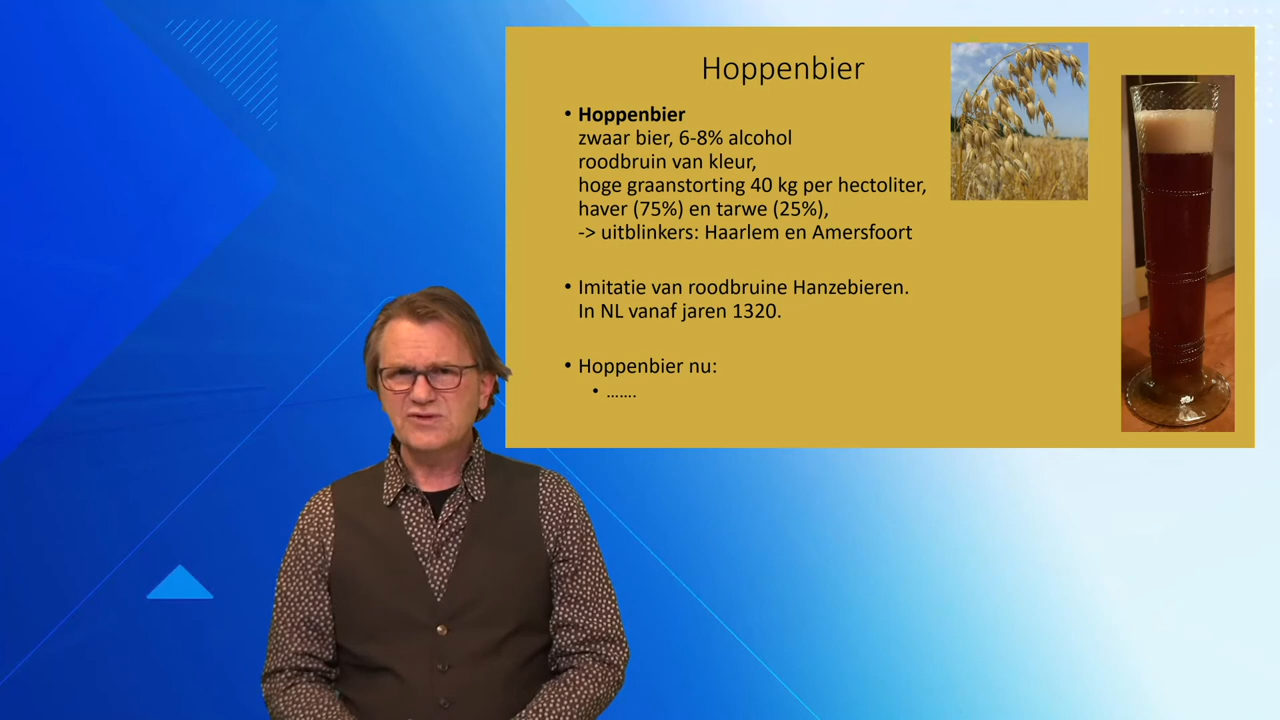 Hoppenbier
• Hoppenbier
zwaar bier, 6-8% alcohol
roodbruin van kleur,
hoge graanstorting 40 kg per hectoliter,
haver (75%) en tarwe (25%),
-> uitblinkers: Haarlem en Amersfoort
• Imitatie van roodbruine Hanzebieren.
In NL vanaf jaren 1320.
• Hoppenbier nu:
• .......